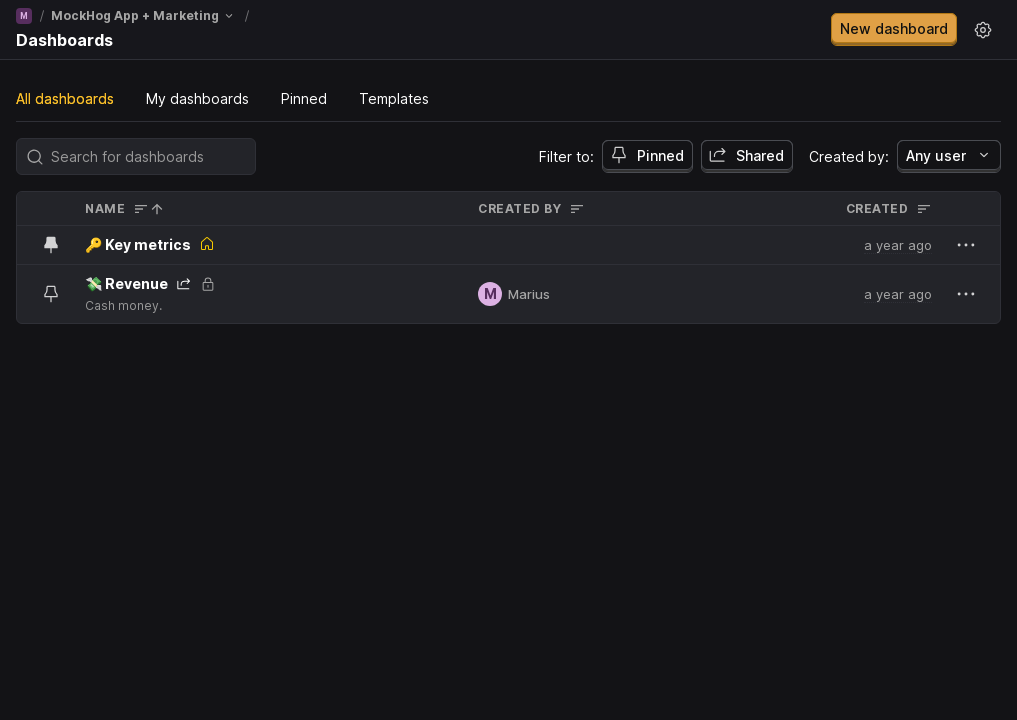 M / MockHog App + Marketing /
Dashboards
New dashboard
All dashboards My dashboards Pinned Templates
Search for dashboards
Filter to: Pinned Shared Created by: Any user
NAME CREATED BY CREATED
🔑 Key metrics a year ago
💸 Revenue
Cash money.
M Marius a year ago